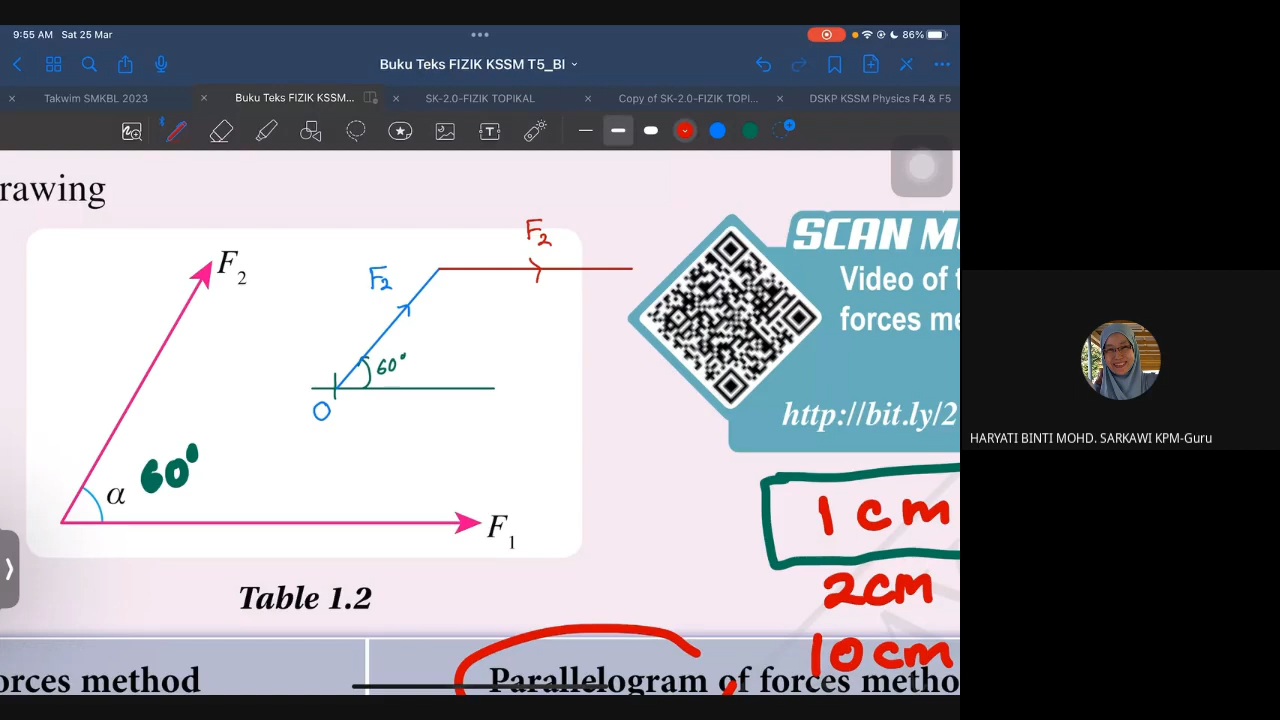 9:55 AM Sat 25 Mar
86%
Buku Teks FIZIK KSSM T5_BI
Takwim SMKBL 2023
Buku Teks FIZIK KSSM...
SK-2.0-FIZIK TOPIKAL
Copy of SK-2.0-FIZIK TOPI...
DSKP KSSM Physics F4 & F5
rawing
F2
F2
F2
60°
O
α 60°
F1
SCAN M
Video of t
forces me
http://bit.ly/2
1cm
2cm
10cm
Table 1.2
orces method
Parallelogram of forces metho
HARYATI BINTI MOHD. SARKAWI KPM-Guru